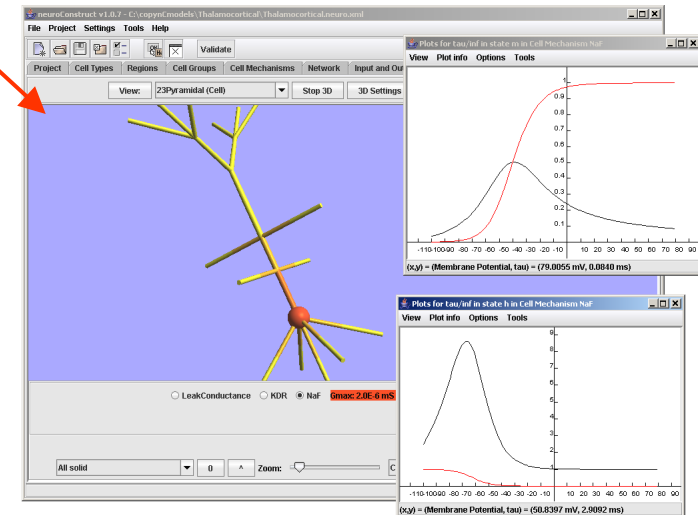 neuroConstruct v1.0.7 - C:\copynCmodels\Thalamocortical\Thalamocortical.neuro.xml
File Project Settings Tools Help
Validate
Project Cell Types Regions Cell Groups Cell Mechanisms Network Input and Ou
View: 23Pyramidal (Cell) Stop 3D 3D Settings
LeakConductance KDR NaF Gmax: 2.0E-6 mS
All solid 0 ^ Zoom: C
Plots for tau/inf in state m in Cell Mechanism NaF
View Plot info Options Tools
1
0.9
0.8
0.7
0.6
0.5
0.4
0.3
0.2
0.1
-110-100-90 -80 -70 -60 -50 -40 -30 -20 -10 10 20 30 40 50 60 70 80 90
(x,y) = (Membrane Potential, tau) = (79.0055 mV, 0.0840 ms)
Plots for tau/inf in state h in Cell Mechanism NaF
View Plot info Options Tools
9
8
7
6
5
4
3
2
1
-110-100-90 -80 -70 -60 -50 -40 -30 -20 -10 10 20 30 40 50 60 70 80 90
(x,y) = (Membrane Potential, tau) = (50.8397 mV, 2.9092 ms)